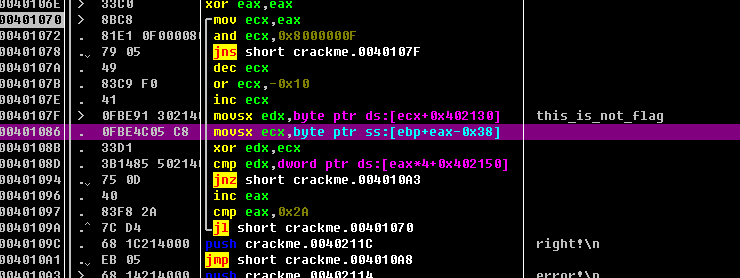 0040106E 33C0 xor eax,eax
00401070 > 8BC8 mov ecx,eax
00401072 . 81E1 0F000080 and ecx,0x8000000F
00401078 .v 79 05 jns short crackme.0040107F
0040107A . 49 dec ecx
0040107B . 83C9 F0 or ecx,-0x10
0040107E . 41 inc ecx
0040107F > 0FBE91 302140 movsx edx,byte ptr ds:[ecx+0x402130] this_is_not_flag
00401086 . 0FBE4C05 C8 movsx ecx,byte ptr ss:[ebp+eax-0x38]
0040108B . 33D1 xor edx,ecx
0040108D . 3B1485 502140 cmp edx,dword ptr ds:[eax*4+0x402150]
00401094 .v 75 0D jnz short crackme.004010A3
00401096 . 40 inc eax
00401097 . 83F8 2A cmp eax,0x2A
0040109A .^ 7C D4 jl short crackme.00401070
0040109C . 68 1C214000 push crackme.0040211C right!\n
004010A1 . EB 05 jmp short crackme.004010A8
004010A3 > 68 14214000 push crackme.00402114 error!\n